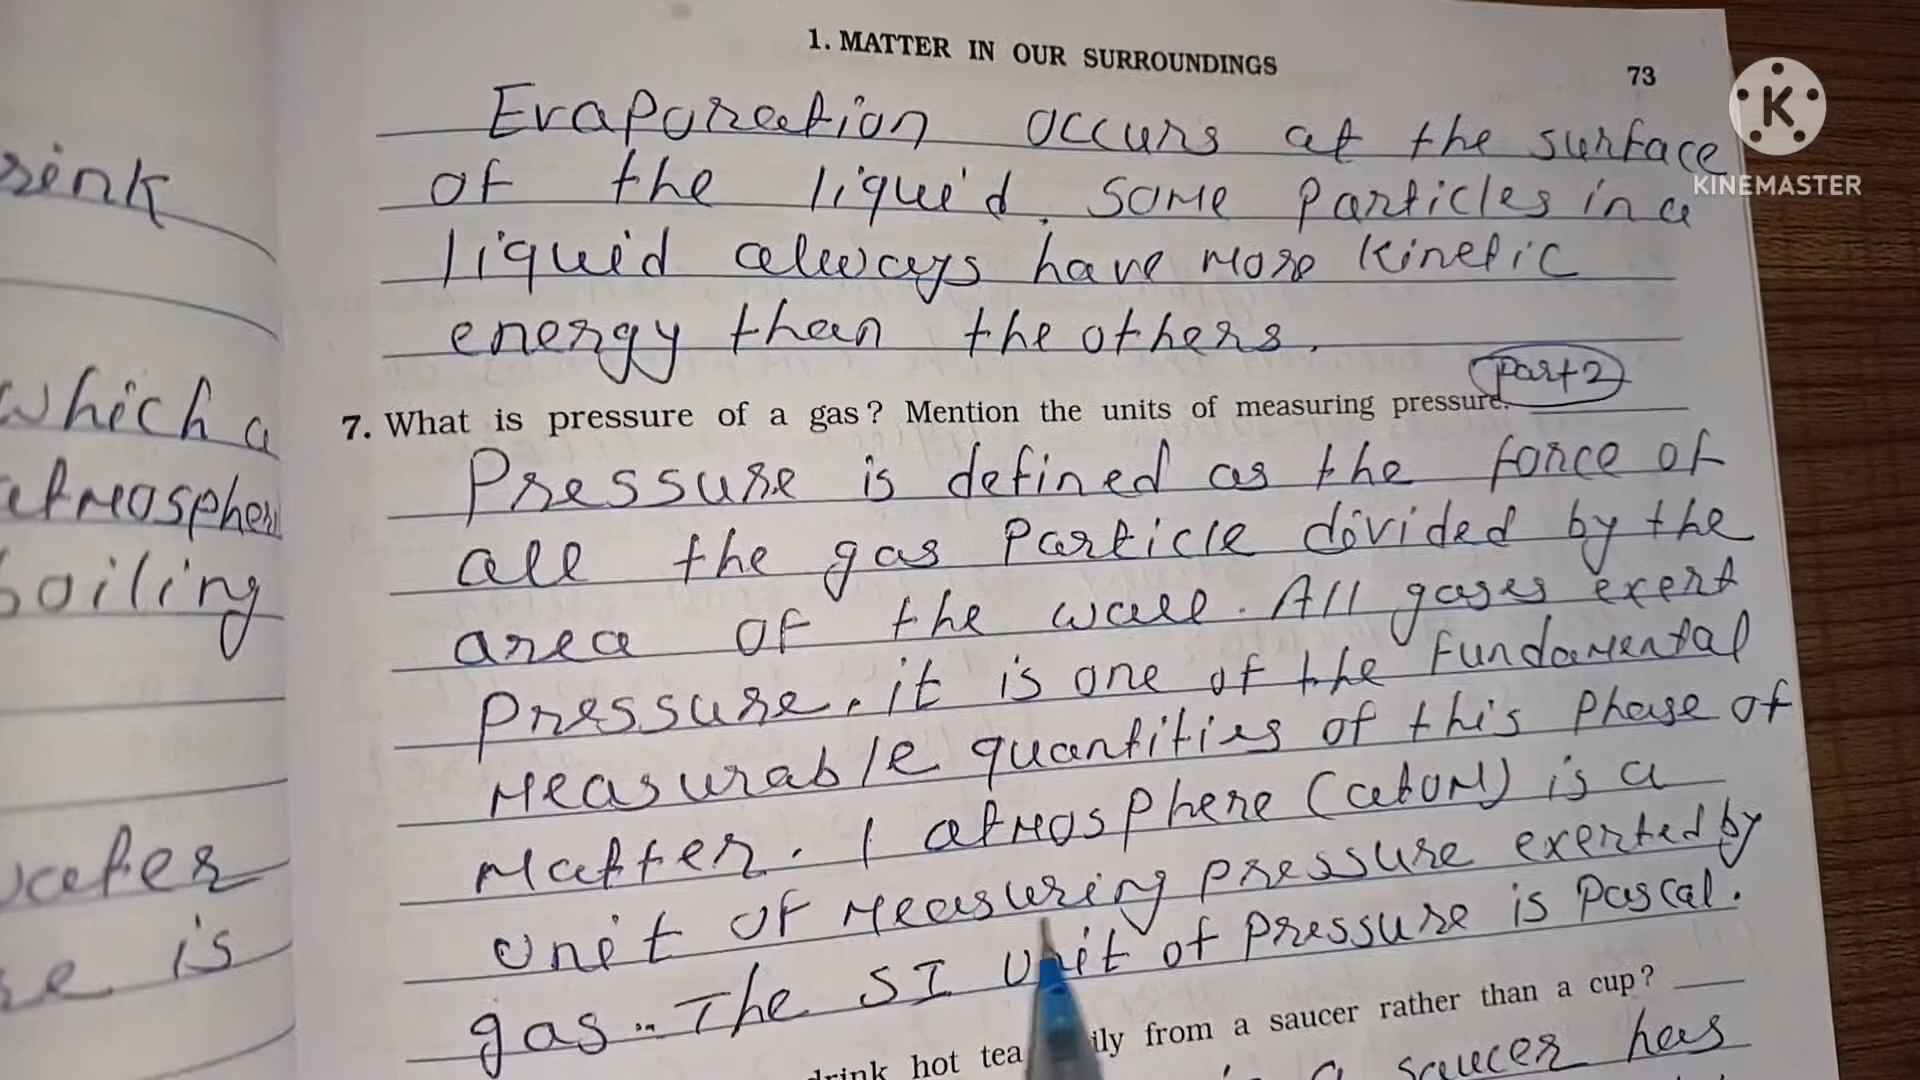 1. MATTER IN OUR SURROUNDINGS
73
K
KINEMASTER
Evaporation occurs at the surface
of the liquid. Some particles in a
liquid always have more kinetic
energy than the others.
part 2
7. What is pressure of a gas? Mention the units of measuring pressure.
Pressure is defined as the force of
all the gas particle divided by the
area of the wall. All gases exert
pressure. it is one of the fundamental
measurable quantities of this phase of
matter. 1 atmosphere (atom) is a
unit of measuring pressure exerted by
gas. The SI unit of pressure is pascal.
drink hot tea ily from a saucer rather than a cup?
a saucer has
which a
boiling
is